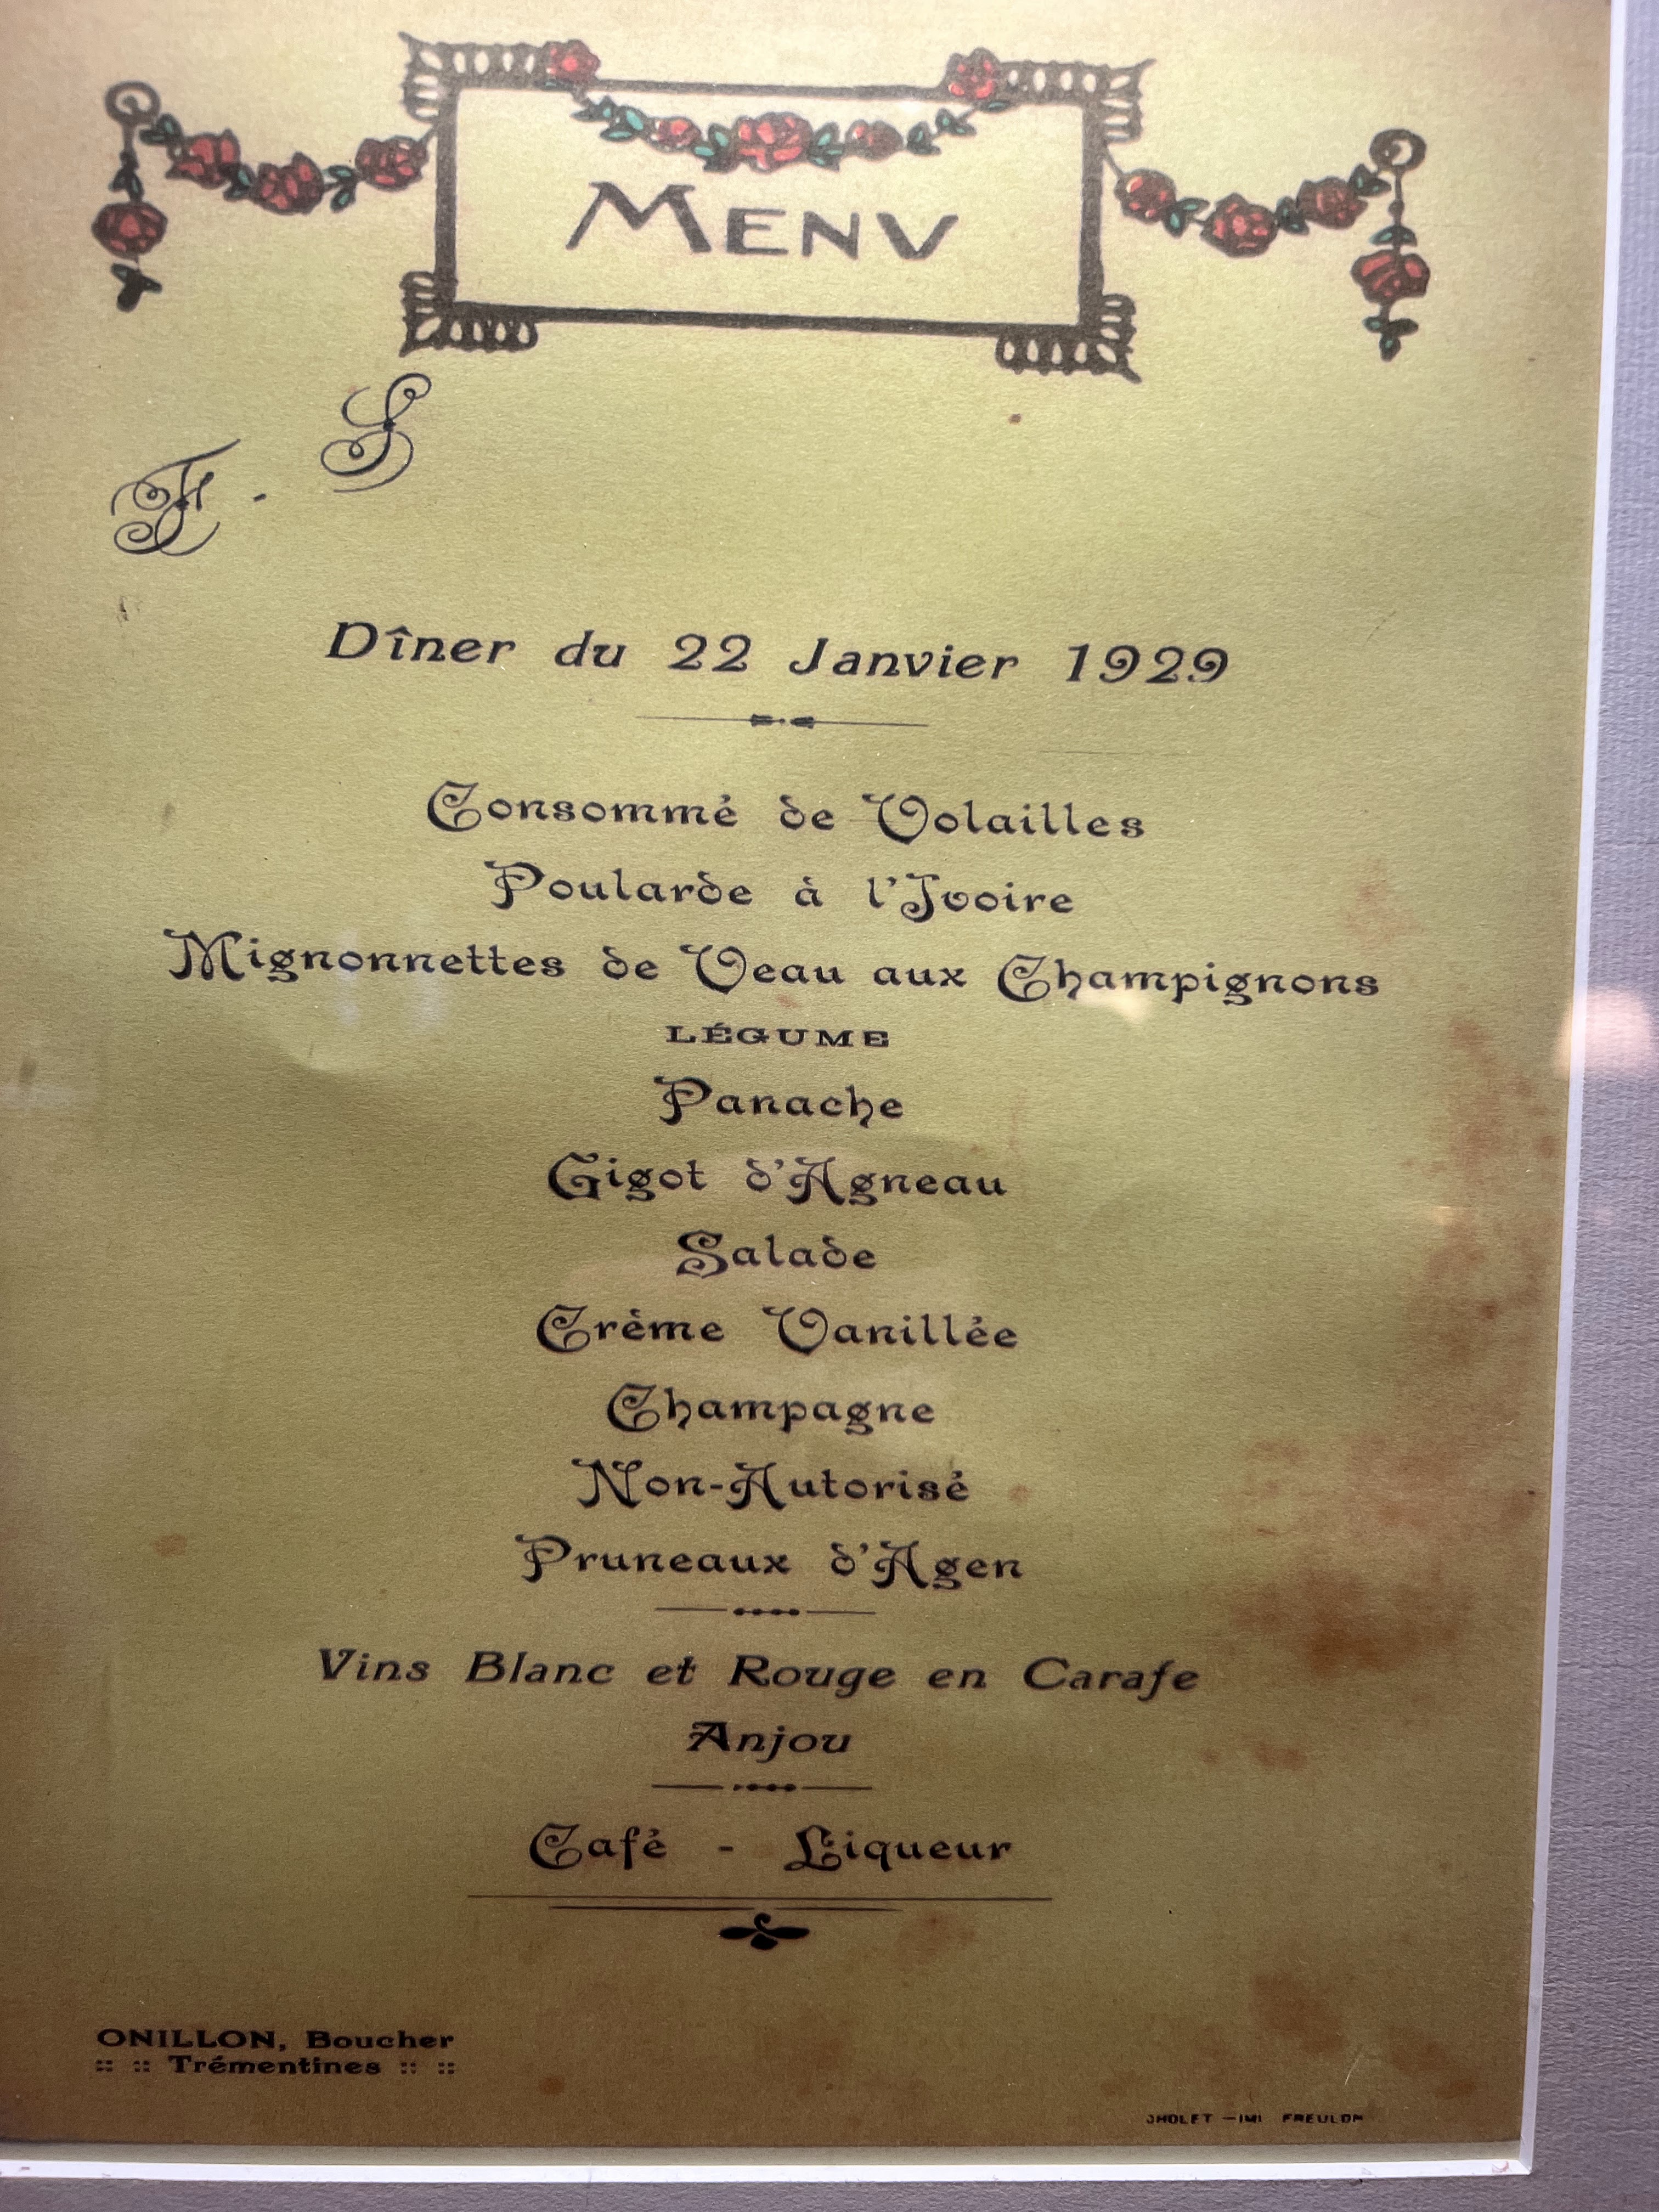 MENV
F. S
Dîner du 22 Janvier 1929
Consommé de Volailles
Poularde à l'Ivoire
Mignonnettes de Veau aux Champignons
LÉGUME
Panache
Gigot d'Agneau
Salade
Crème Vanillée
Champagne
Non-Autorisé
Pruneaux d'Agen
Vins Blanc et Rouge en Carafe
Anjou
Café - Liqueur
ONILLON, Boucher
:: :: Trémentines :: ::
CHOLET — IMP FREULON